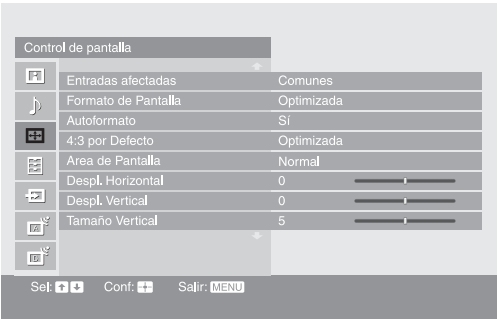 Control de pantalla
Entradas afectadas Comunes
Formato de Pantalla Optimizada
Autoformato Sí
4:3 por Defecto Optimizada
Area de Pantalla Normal
Despl. Horizontal 0
Despl. Vertical 0
Tamaño Vertical 5
Sel: Conf: Salir: MENU